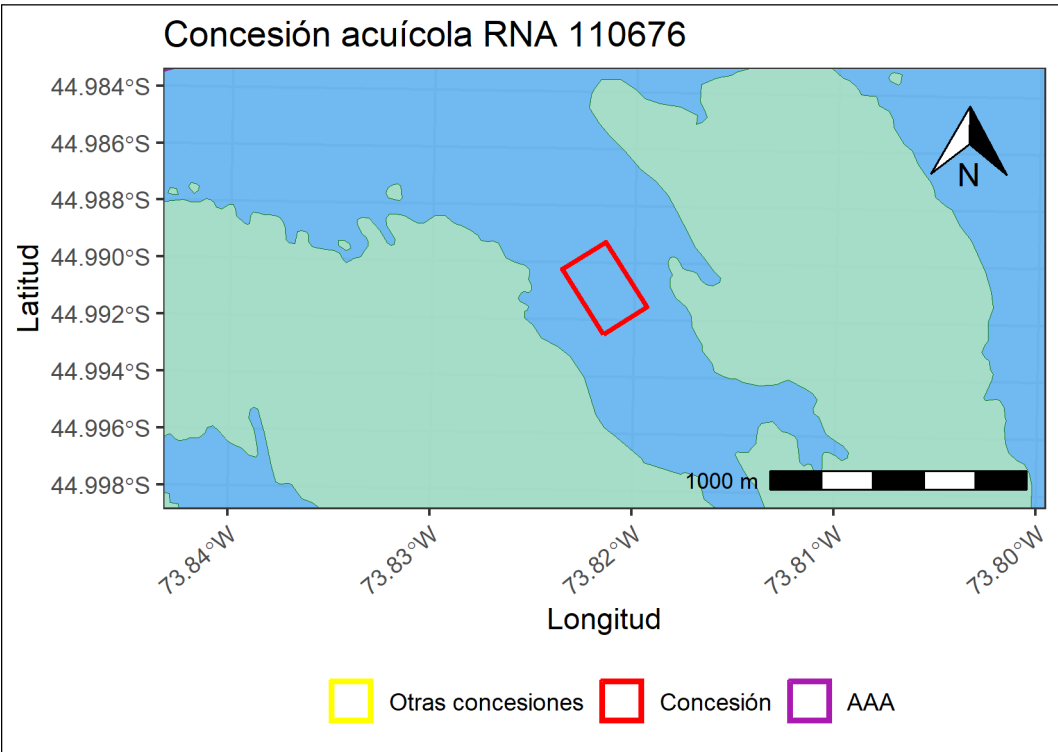 Concesión acuícola RNA 110676
44.984°S
44.986°S
44.988°S
44.990°S
44.992°S
44.994°S
44.996°S
44.998°S
Latitud
N
1000 m
73.84°W
73.83°W
73.82°W
73.81°W
73.80°W
Longitud
Otras concesiones
Concesión
AAA